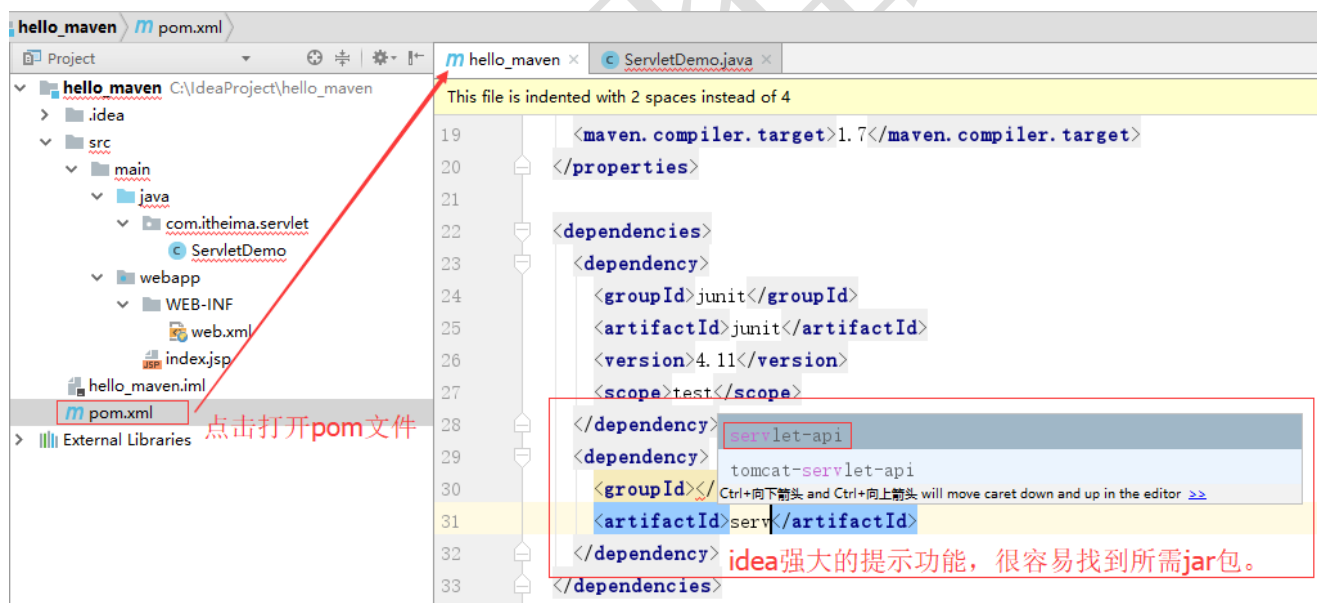 hello_maven
pom.xml
Project
hello_maven C:\IdeaProject\hello_maven
.idea
src
main
java
com.itheima.servlet
ServletDemo
webapp
WEB-INF
web.xml
index.jsp
hello_maven.iml
pom.xml
点击打开pom文件
External Libraries
hello_maven
ServletDemo.java
This file is indented with 2 spaces instead of 4
19 <maven.compiler.target>1.7</maven.compiler.target>
20 </properties>
21
22 <dependencies>
23 <dependency>
24 <groupId>junit</groupId>
25 <artifactId>junit</artifactId>
26 <version>4.11</version>
27 <scope>test</scope>
28 </dependency>
servlet-api
29 <dependency>
tomcat-servlet-api
30 <groupId></
Ctrl+向下箭头 and Ctrl+向上箭头 will move caret down and up in the editor >>
31 <artifactId>serv</artifactId>
32 </dependency>
idea强大的提示功能，很容易找到所需jar包。
33 </dependencies>